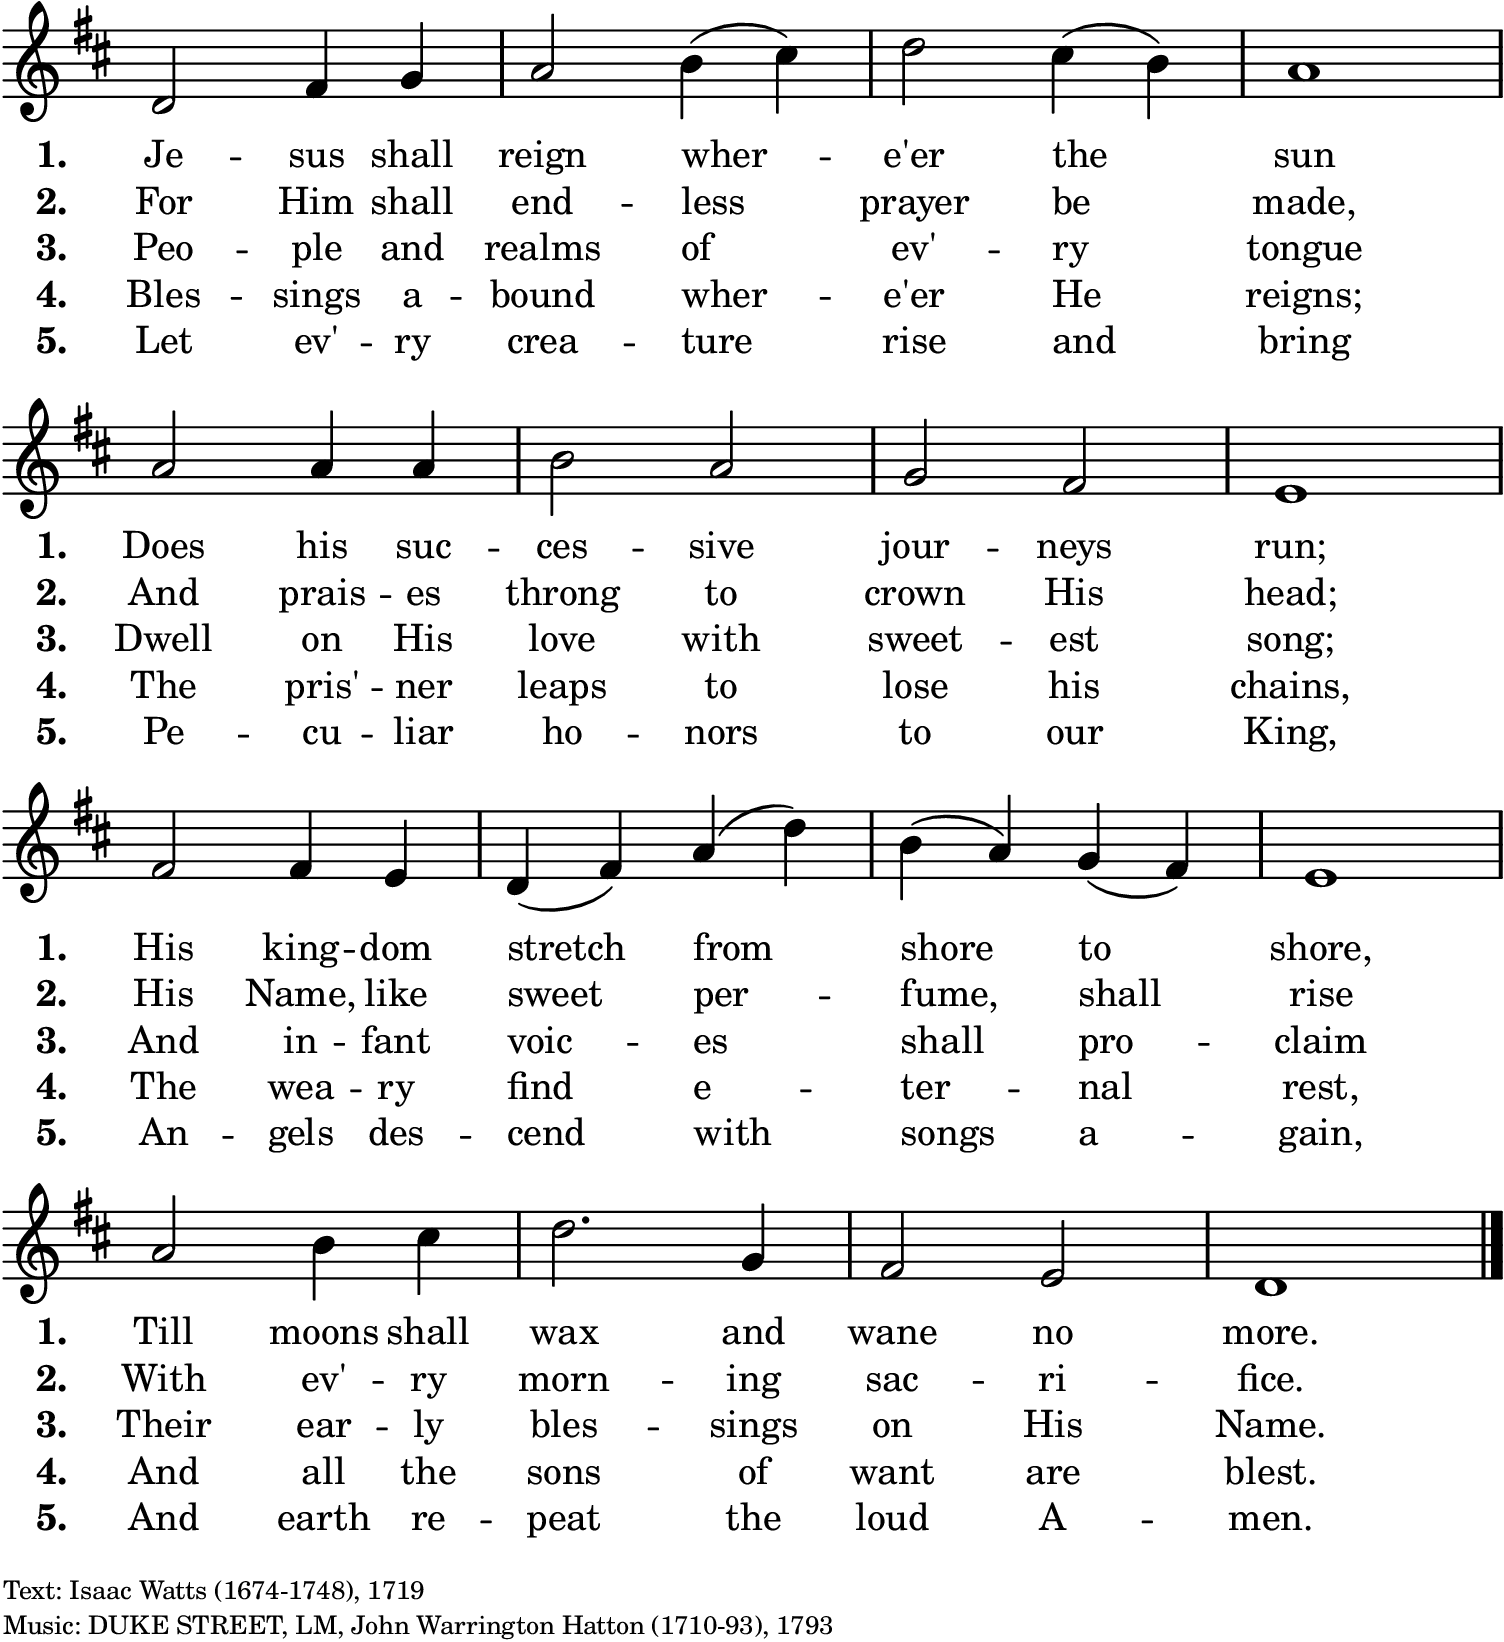 1. Je -- sus shall reign wher -- e'er the sun
2. For Him shall end -- less prayer be made,
3. Peo -- ple and realms of ev' -- ry tongue
4. Bles -- sings a -- bound wher -- e'er He reigns;
5. Let ev' -- ry crea -- ture rise and bring
1. Does his suc -- ces -- sive jour -- neys run;
2. And prais -- es throng to crown His head;
3. Dwell on His love with sweet -- est song;
4. The pris' -- ner leaps to lose his chains,
5. Pe -- cu -- liar ho -- nors to our King,
1. His king -- dom stretch from shore to shore,
2. His Name, like sweet per -- fume, shall rise
3. And in -- fant voic -- es shall pro -- claim
4. The wea -- ry find e -- ter -- nal rest,
5. An -- gels des -- cend with songs a -- gain,
1. Till moons shall wax and wane no more.
2. With ev' -- ry morn -- ing sac -- ri -- fice.
3. Their ear -- ly bles -- sings on His Name.
4. And all the sons of want are blest.
5. And earth re -- peat the loud A -- men.
Text: Isaac Watts (1674-1748), 1719
Music: DUKE STREET, LM, John Warrington Hatton (1710-93), 1793